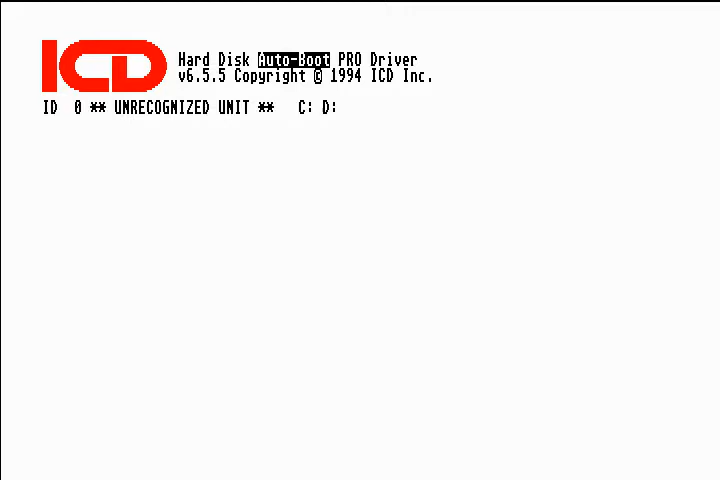 ICD
Hard Disk Auto-Boot PRO Driver
v6.5.5 Copyright © 1994 ICD Inc.
ID 0 ** UNRECOGNIZED UNIT ** C: D: